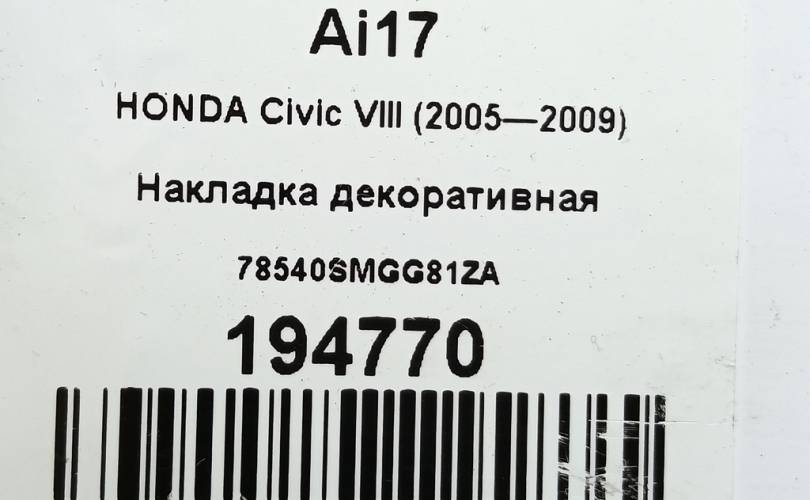 Ai17
HONDA Civic VIII (2005—2009)
Накладка декоративная
78540SMGG81ZA
194770